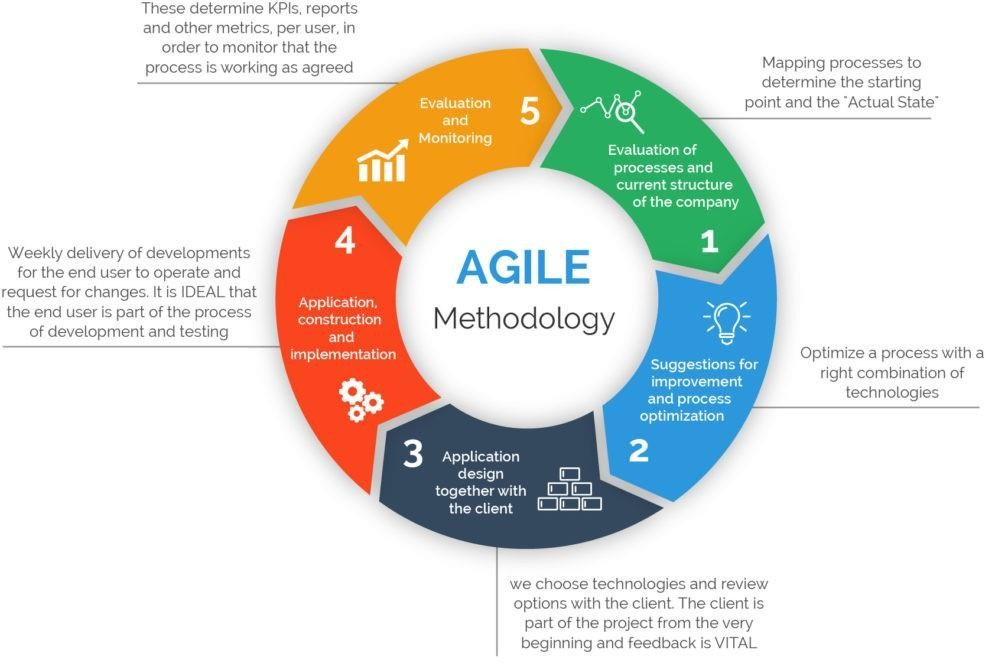 AGILE
Methodology
1
Evaluation of
processes and
current structure
of the company
Mapping processes to
determine the starting
point and the "Actual State"
2
Suggestions for
improvement
and process
optimization
Optimize a process with a
right combination of
technologies
3
Application
design
together with
the client
we choose technologies and review
options with the client. The client is
part of the project from the very
beginning and feedback is VITAL
4
Application,
construction
and
implementation
Weekly delivery of developments
for the end user to operate and
request for changes. It is IDEAL that
the end user is part of the process
of development and testing
5
Evaluation
and
Monitoring
These determine KPIs, reports
and other metrics, per user, in
order to monitor that the
process is working as agreed